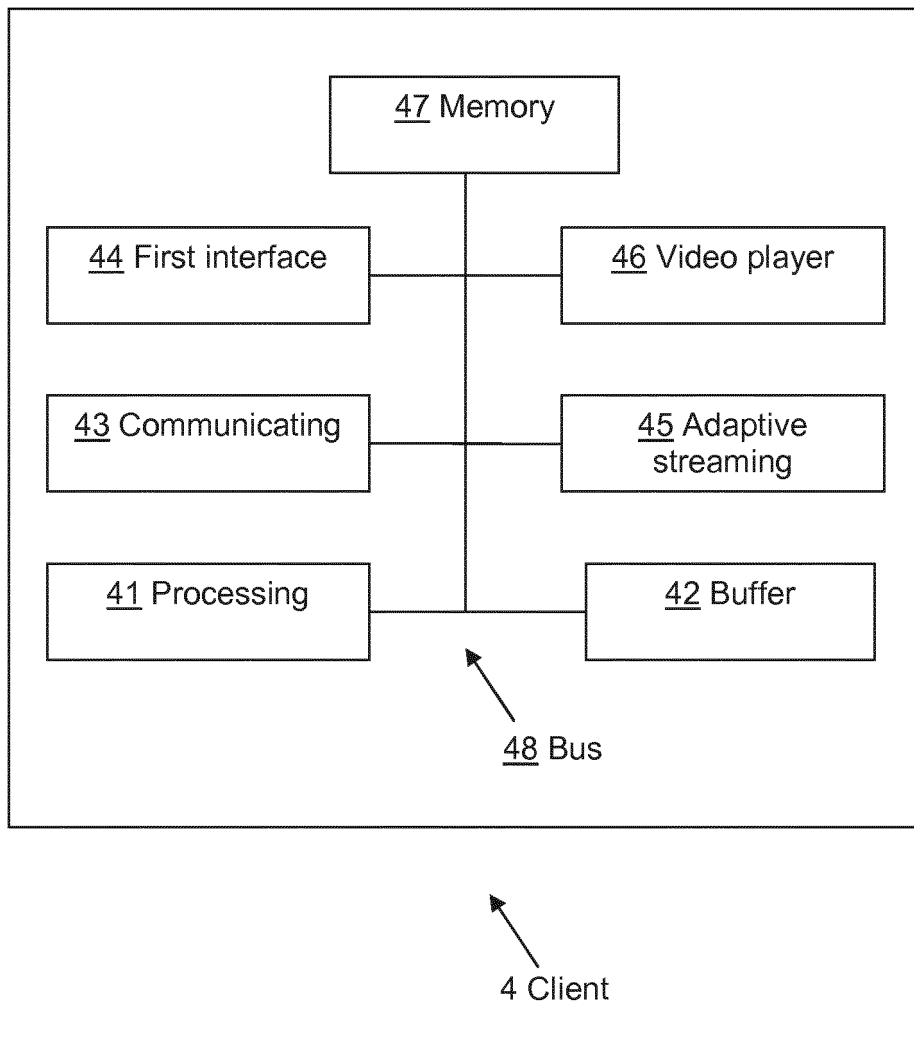 47 Memory
44 First interface
46 Video player
43 Communicating
45 Adaptive
streaming
41 Processing
42 Buffer
48 Bus
4 Client